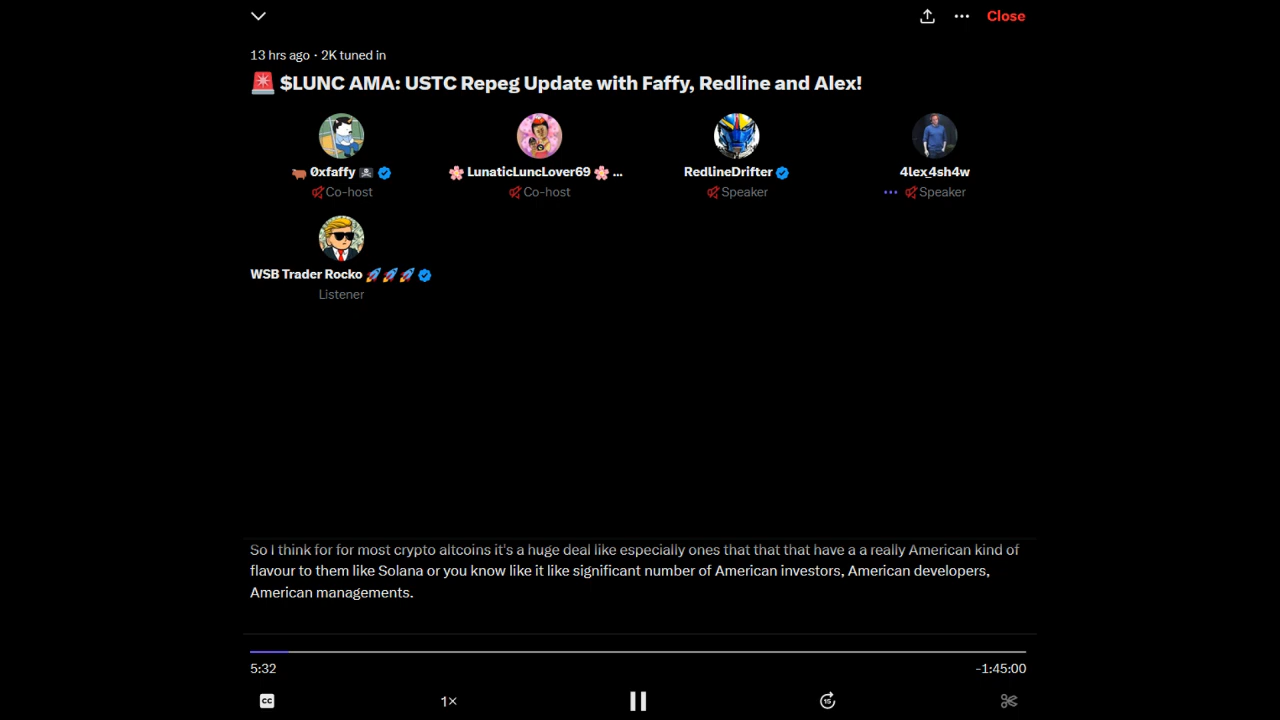 Close
13 hrs ago · 2K tuned in
🚨 $LUNC AMA: USTC Repeg Update with Faffy, Redline and Alex!
🐂 0xfaffy 🏴‍☠️
🌸 LunaticLuncLover69 🌸 ...
RedlineDrifter
4lex_4sh4w
Co-host
Co-host
Speaker
Speaker
WSB Trader Rocko 🚀🚀🚀
Listener
So I think for for most crypto altcoins it's a huge deal like especially ones that that that have a a really American kind of
flavour to them like Solana or you know like it like significant number of American investors, American developers,
American managements.
5:32
-1:45:00
CC
1×
15